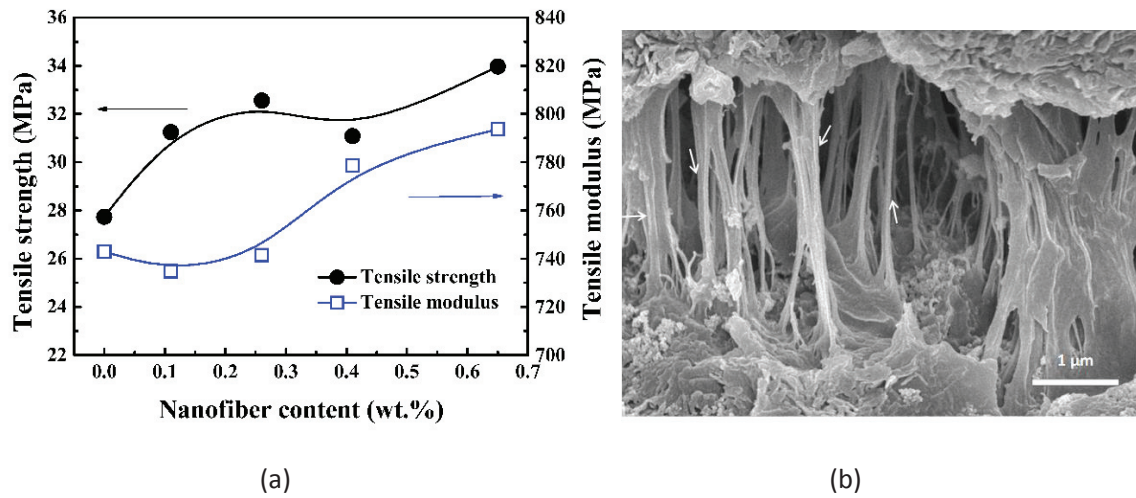 36
34
32
30
28
26
24
22
Tensile strength (MPa)
840
820
800
780
760
740
720
700
Tensile modulus (MPa)
Tensile strength
Tensile modulus
0.0 0.1 0.2 0.3 0.4 0.5 0.6 0.7
Nanofiber content (wt.%)
1 μm
(a) (b)